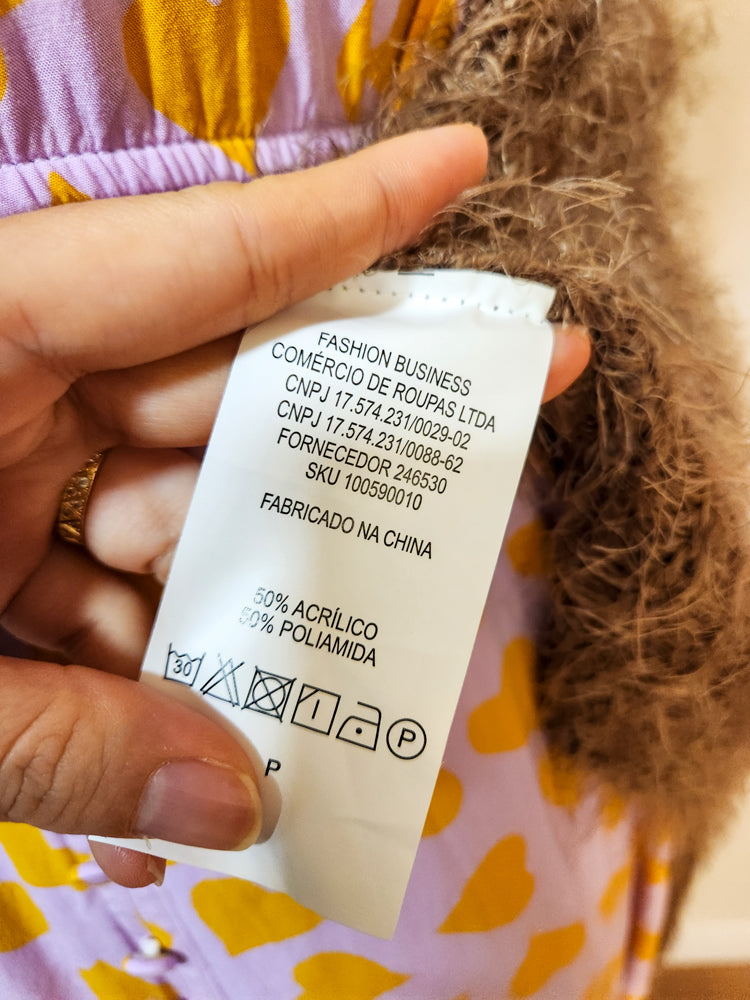 FASHION BUSINESS
COMÉRCIO DE ROUPAS LTDA
CNPJ 17.574.231/0029-02
CNPJ 17.574.231/0088-62
FORNECEDOR 246530
SKU 100590010
FABRICADO NA CHINA
50% ACRÍLICO
50% POLIAMIDA
30 P
P